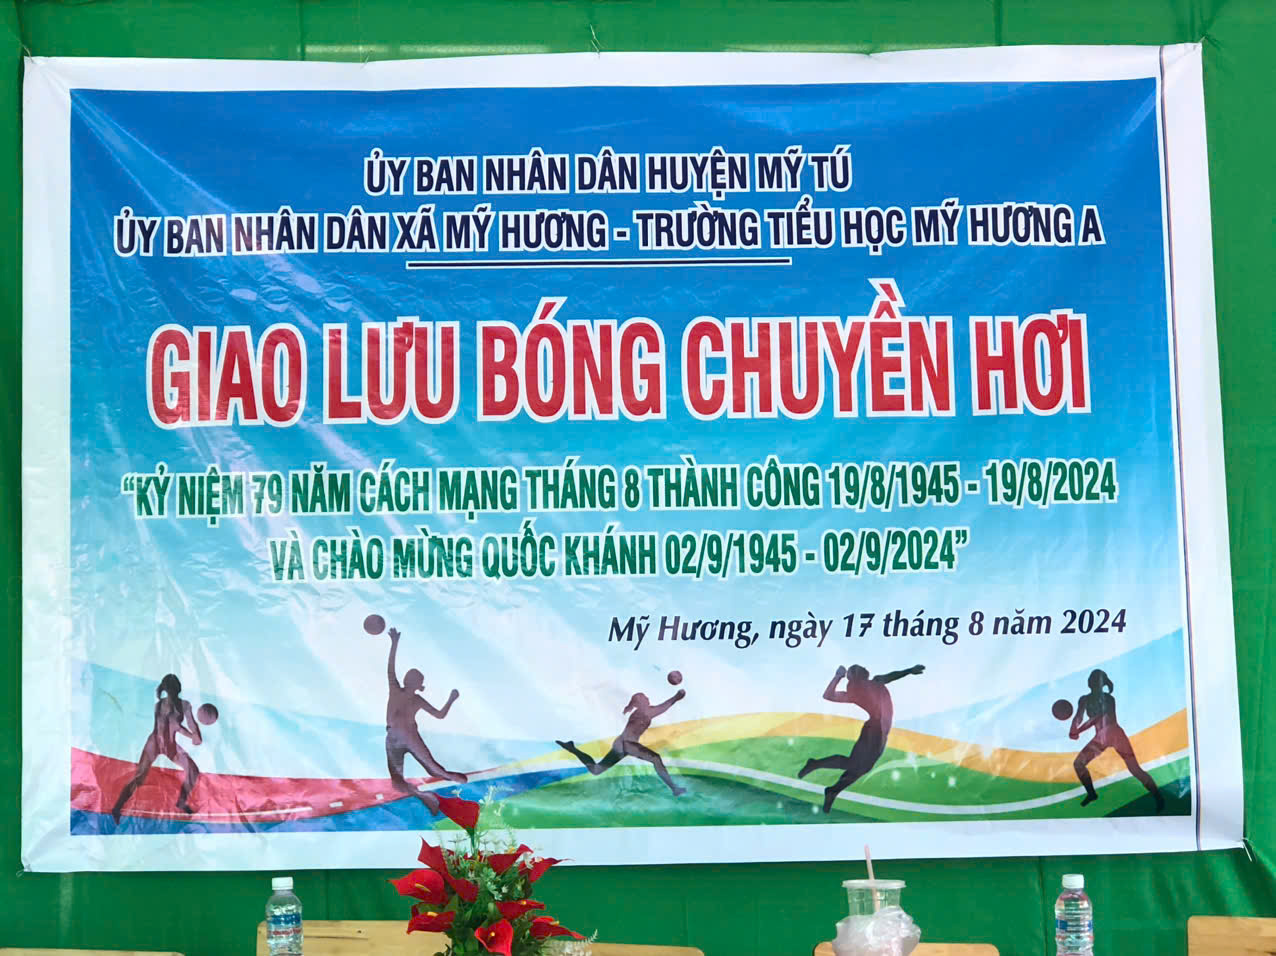 ỦY BAN NHÂN DÂN HUYỆN MỸ TÚ
ỦY BAN NHÂN DÂN XÃ MỸ HƯƠNG - TRƯỜNG TIỂU HỌC MỸ HƯƠNG A
GIAO LƯU BÓNG CHUYỀN HƠI
“KỶ NIỆM 79 NĂM CÁCH MẠNG THÁNG 8 THÀNH CÔNG 19/8/1945 - 19/8/2024
VÀ CHÀO MỪNG QUỐC KHÁNH 02/9/1945 - 02/9/2024”
Mỹ Hương, ngày 17 tháng 8 năm 2024